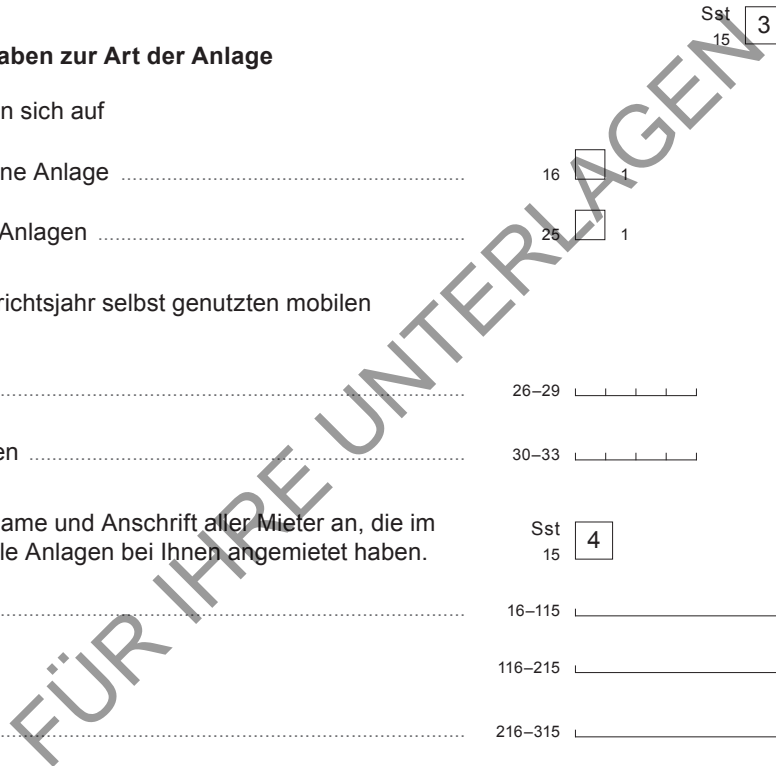 Sst
15 3
aben zur Art der Anlage
n sich auf
ne Anlage 16 1
Anlagen 25 1
richtsjahr selbst genutzten mobilen
26–29
en 30–33
ame und Anschrift aller Mieter an, die im
le Anlagen bei Ihnen angemietet haben.
Sst
15 4
16–115
116–215
216–315
FÜR IHRE UNTERLAGEN